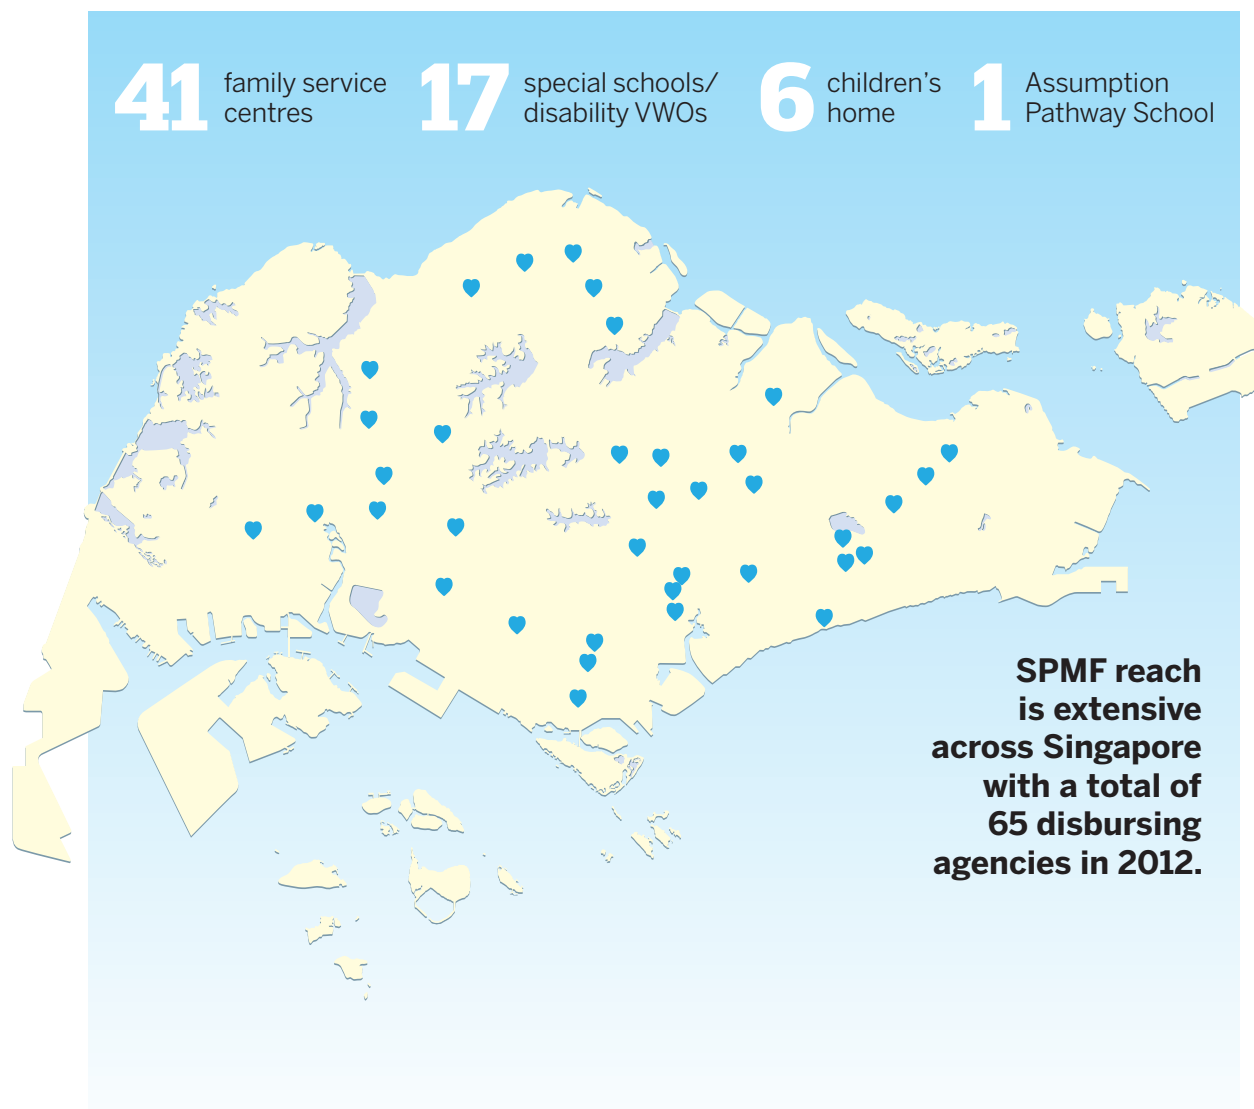 41 family service
centres
17 special schools/
disability VWOs
6 children's
home
1 Assumption
Pathway School
SPMF reach
is extensive
across Singapore
with a total of
65 disbursing
agencies in 2012.